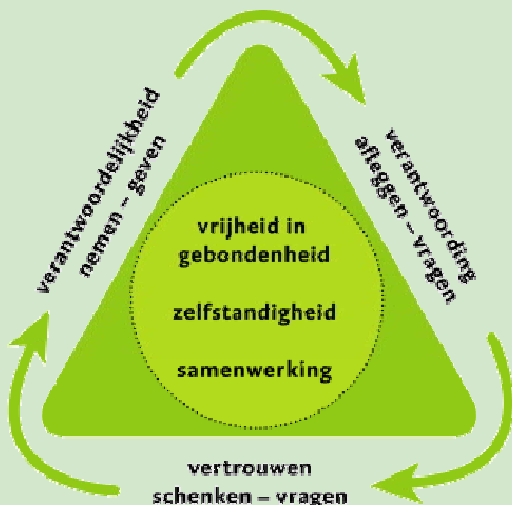 verantwoordelijkheid
nemen – geven
verantwoording
afleggen – vragen
vrijheid in
gebondenheid
zelfstandigheid
samenwerking
vertrouwen
schenken – vragen